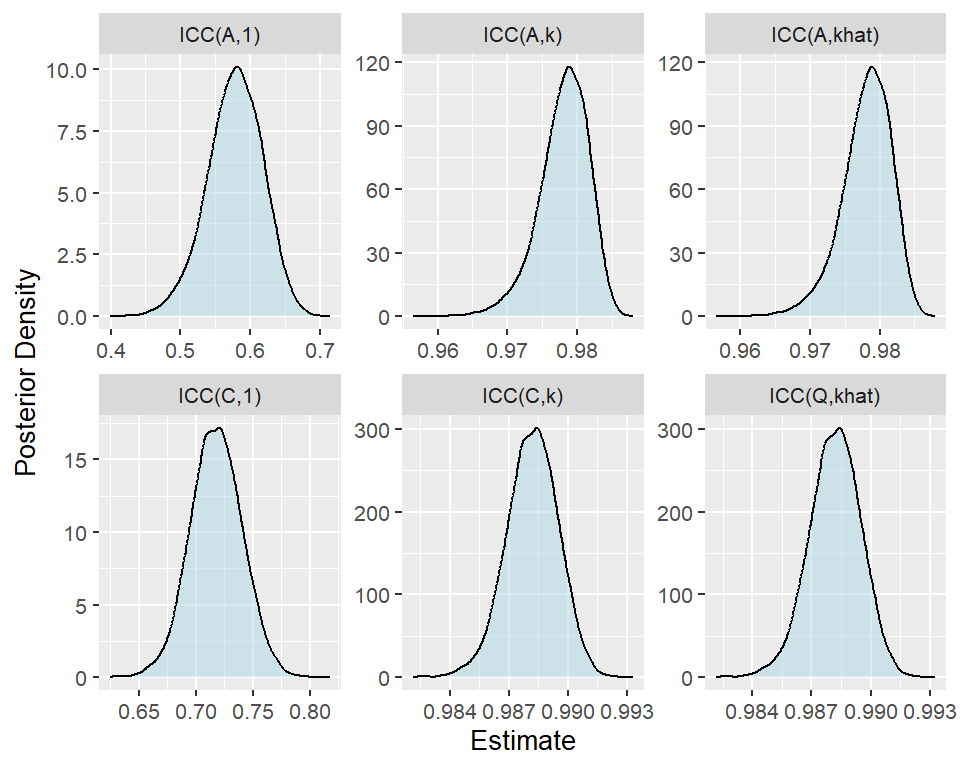 ICC(A,1)
ICC(A,k)
ICC(A,khat)
10.0
7.5
5.0
2.5
0.0
0.4 0.5 0.6 0.7
120
90
60
30
0
0.96 0.97 0.98
120
90
60
30
0
0.96 0.97 0.98
Posterior Density
ICC(C,1)
ICC(C,k)
ICC(Q,khat)
15
10
5
0
0.65 0.70 0.75 0.80
300
200
100
0
0.984 0.987 0.990 0.993
300
200
100
0
0.984 0.987 0.990 0.993
Estimate